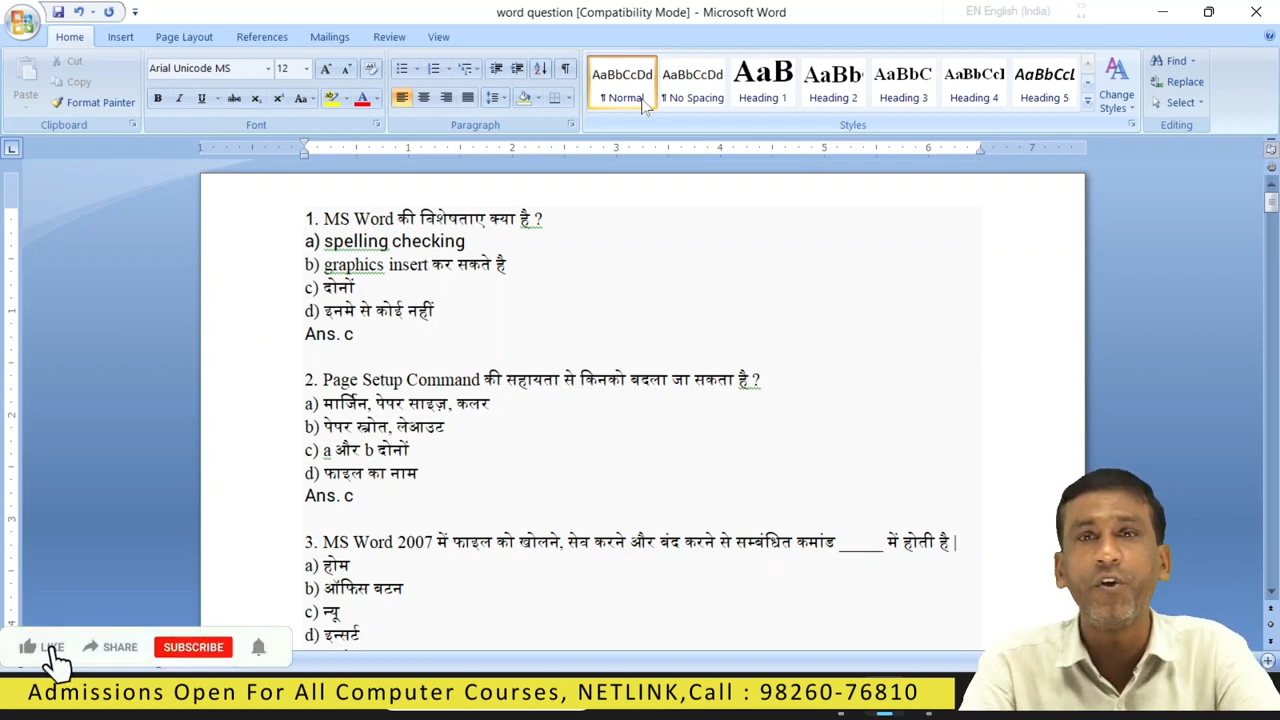 word question [Compatibility Mode] - Microsoft Word
EN English (India)
Home Insert Page Layout References Mailings Review View
Paste Cut Copy Format Painter Clipboard
Arial Unicode MS 12
Font
Paragraph
AaBbCcDd AaBbCcDd AaB AaBb AaBbC AaBbCcI AaBbCcL
¶ Normal ¶ No Spacing Heading 1 Heading 2 Heading 3 Heading 4 Heading 5
Styles
Change Styles
Find Replace Select Editing
1. MS Word की विशेषताए क्या है ?
a) spelling checking
b) graphics insert कर सकते है
c) दोनों
d) इनमे से कोई नहीं
Ans. c
2. Page Setup Command की सहायता से किनको बदला जा सकता है ?
a) मार्जिन, पेपर साइज़, कलर
b) पेपर स्त्रोत, लेआउट
c) a और b दोनों
d) फाइल का नाम
Ans. c
3. MS Word 2007 में फाइल को खोलने, सेव करने और बंद करने से सम्बंधित कमांड _____ में होती है |
a) होम
b) ऑफिस बटन
c) न्यू
d) इन्सर्ट
LIKE SHARE SUBSCRIBE
Admissions Open For All Computer Courses, NETLINK,Call : 98260-76810